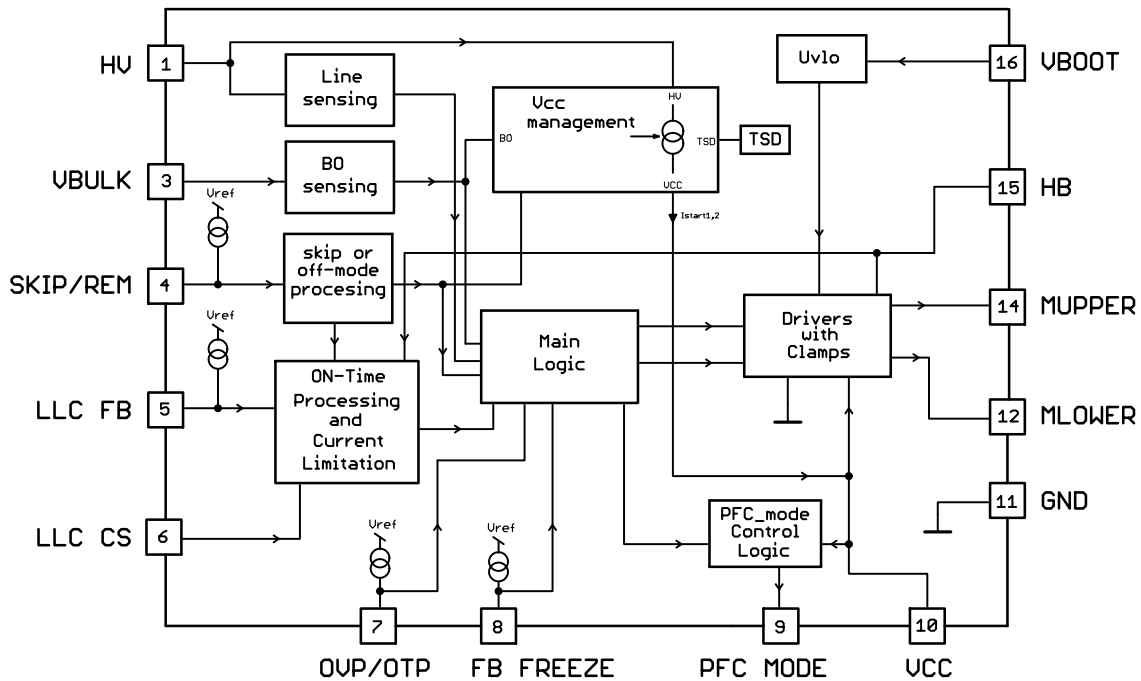 HV
1
Line
sensing
Vcc
management
HV
BO
TSD
VCC
TSD
Uvlo
16
VBOOT
VBULK
3
BO
sensing
Vref
Istart1,2
15
HB
SKIP/REM
4
skip or
off-mode
procesing
Vref
Main
Logic
Drivers
with
Clamps
14
MUPPER
LLC FB
5
ON-Time
Processing
and
Current
Limitation
12
MLOWER
LLC CS
6
Vref
Vref
PFC_mode
Control
Logic
11
GND
7
8
9
10
OVP/OTP
FB FREEZE
PFC MODE
VCC